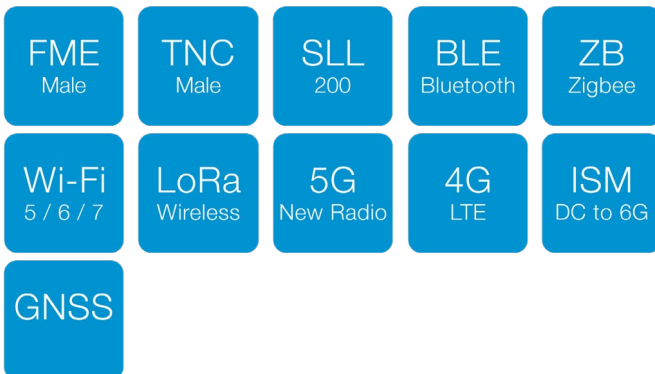 FME
Male
TNC
Male
SLL
200
BLE
Bluetooth
ZB
Zigbee
Wi-Fi
5 / 6 / 7
LoRa
Wireless
5G
New Radio
4G
LTE
ISM
DC to 6G
GNSS